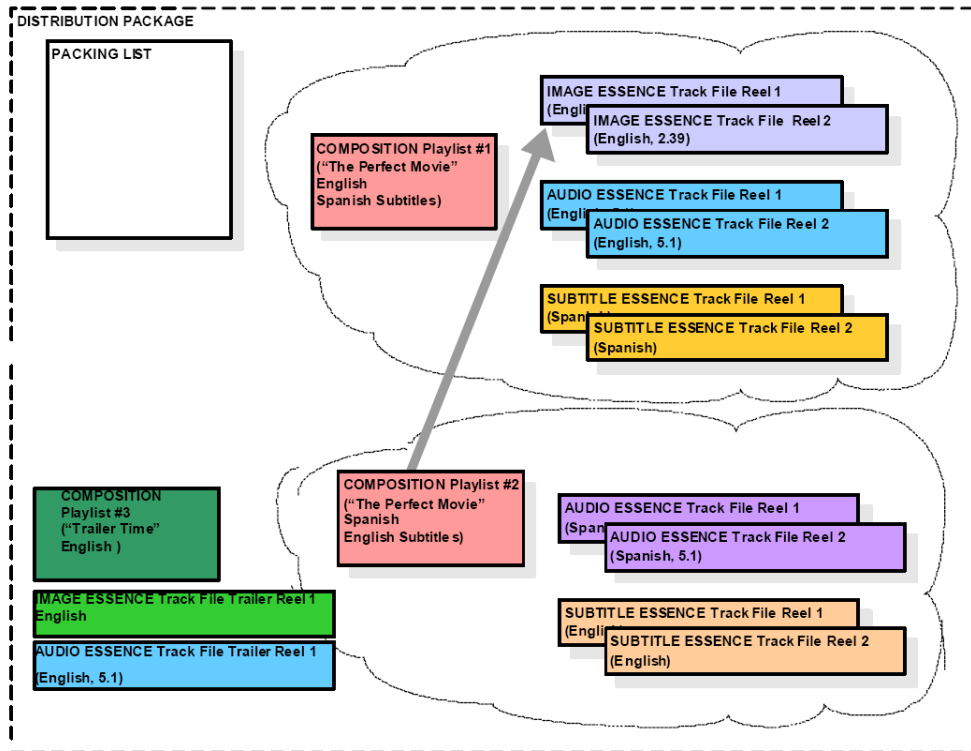 DISTRIBUTION PACKAGE
PACKING LIST
IMAGE ESSENCE Track File Reel 1
(Engli
IMAGE ESSENCE Track File Reel 2
(English, 2.39)
COMPOSITION Playlist #1
(“The Perfect Movie”
English
Spanish Subtitles)
AUDIO ESSENCE Track File Reel 1
(English
AUDIO ESSENCE Track File Reel 2
(English, 5.1)
SUBTITLE ESSENCE Track File Reel 1
(Spanish)
SUBTITLE ESSENCE Track File Reel 2
(Spanish)
COMPOSITION Playlist #2
(“The Perfect Movie”
Spanish
English Subtitles)
AUDIO ESSENCE Track File Reel 1
(Span
AUDIO ESSENCE Track File Reel 2
(Spanish, 5.1)
SUBTITLE ESSENCE Track File Reel 1
(English
SUBTITLE ESSENCE Track File Reel 2
(English)
COMPOSITION
Playlist #3
(“Trailer Time”
English )
IMAGE ESSENCE Track File Trailer Reel 1
English
AUDIO ESSENCE Track File Trailer Reel 1
(English, 5.1)